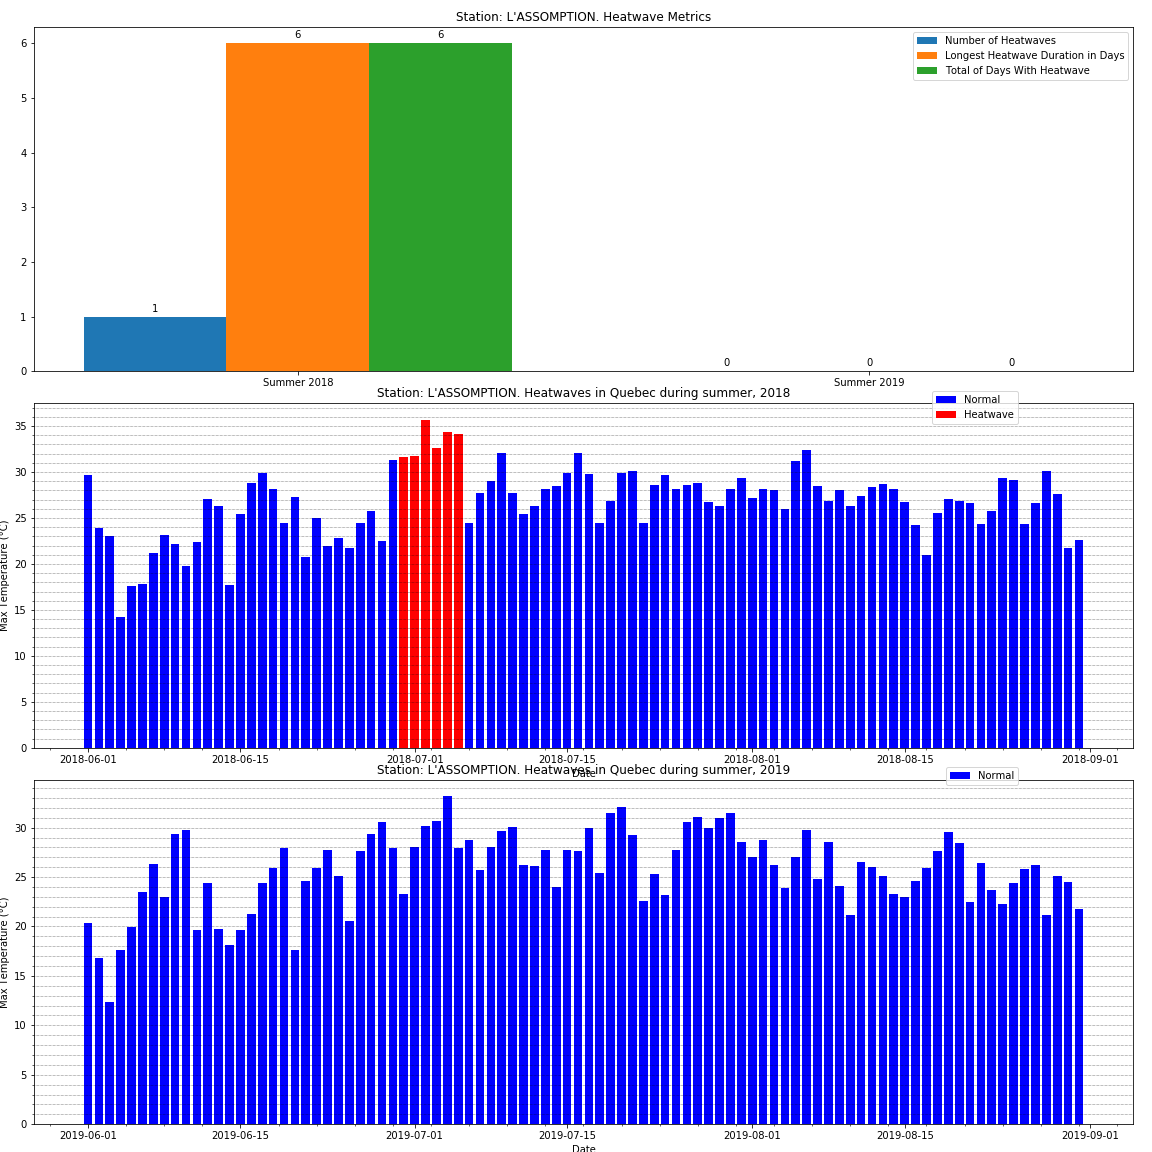 Station: L'ASSOMPTION. Heatwave Metrics
6
5
4
3
2
1
0
1
6
6
0
0
0
Number of Heatwaves
Longest Heatwave Duration in Days
Total of Days With Heatwave
Summer 2018
Summer 2019
Station: L'ASSOMPTION. Heatwaves in Quebec during summer, 2018
Normal
Heatwave
Max Temperature (°C)
35
30
25
20
15
10
5
0
2018-06-01
2018-06-15
2018-07-01
2018-07-15
2018-08-01
2018-08-15
2018-09-01
Date
Station: L'ASSOMPTION. Heatwaves in Quebec during summer, 2019
Normal
Max Temperature (°C)
30
25
20
15
10
5
0
2019-06-01
2019-06-15
2019-07-01
2019-07-15
2019-08-01
2019-08-15
2019-09-01
Date